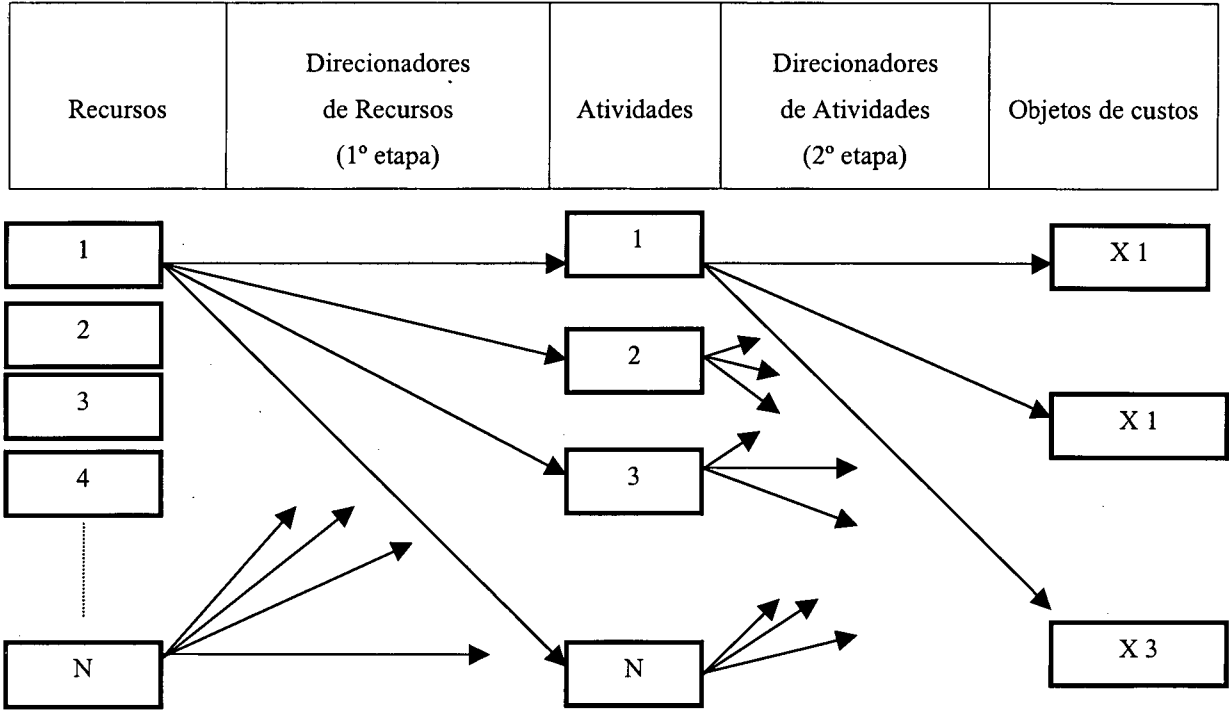 Recursos
Direcionadores
de Recursos
(1º etapa)
Atividades
Direcionadores
de Atividades
(2º etapa)
Objetos de custos
1
2
3
4
N
1
2
3
N
X 1
X 1
X 3